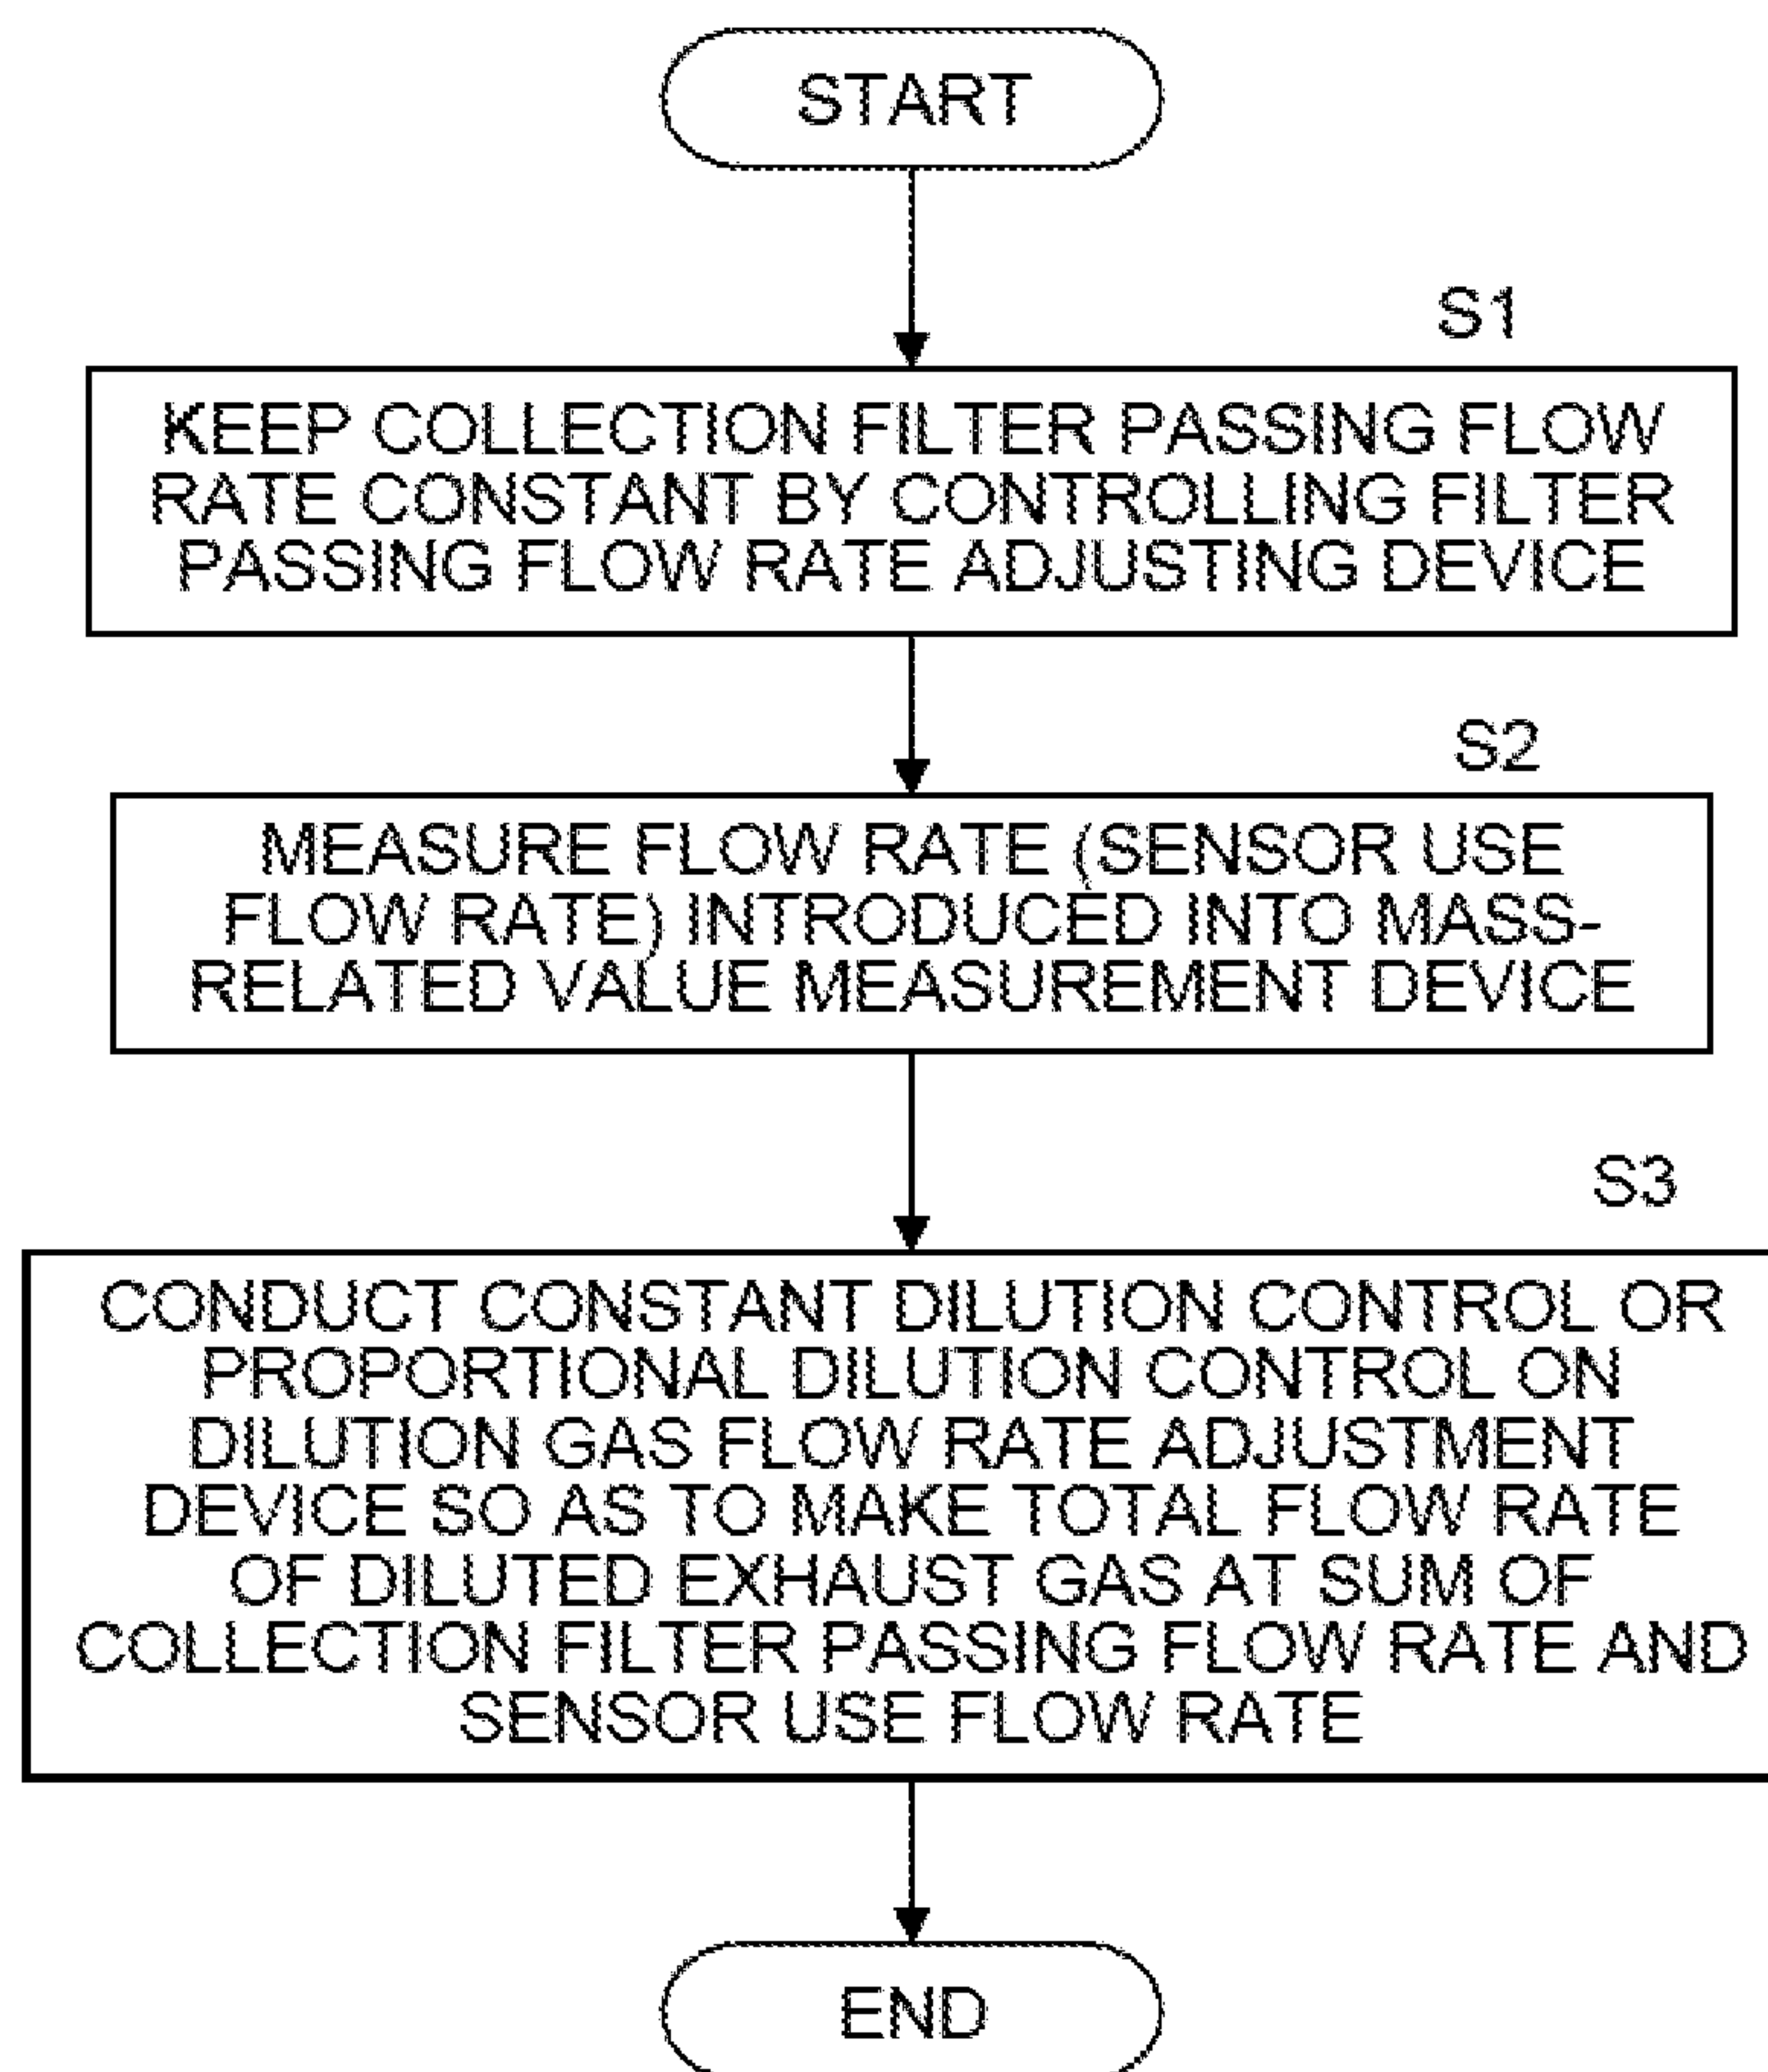 START
S1
KEEP COLLECTION FILTER PASSING FLOW
RATE CONSTANT BY CONTROLLING FILTER
PASSING FLOW RATE ADJUSTING DEVICE
S2
MEASURE FLOW RATE (SENSOR USE
FLOW RATE) INTRODUCED INTO MASS-
RELATED VALUE MEASUREMENT DEVICE
S3
CONDUCT CONSTANT DILUTION CONTROL OR
PROPORTIONAL DILUTION CONTROL ON
DILUTION GAS FLOW RATE ADJUSTMENT
DEVICE SO AS TO MAKE TOTAL FLOW RATE
OF DILUTED EXHAUST GAS AT SUM OF
COLLECTION FILTER PASSING FLOW RATE AND
SENSOR USE FLOW RATE
END